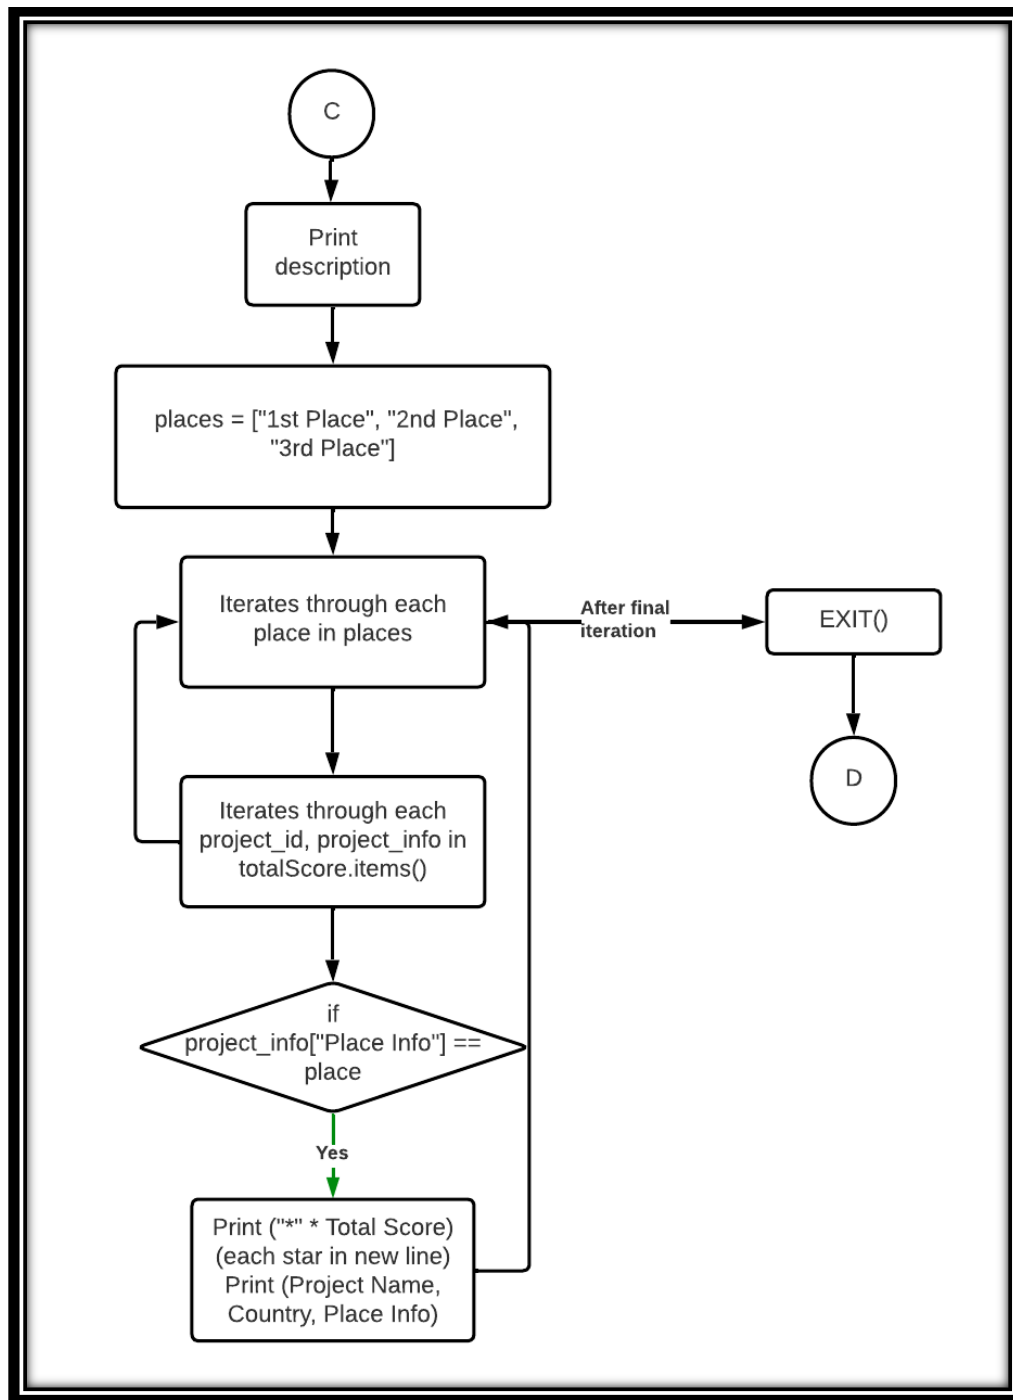 C
Print
description
places = ["1st Place", "2nd Place",
"3rd Place"]
Iterates through each
place in places
After final
iteration
EXIT()
D
Iterates through each
project_id, project_info in
totalScore.items()
if
project_info["Place Info"] ==
place
Yes
Print ("*" * Total Score)
(each star in new line)
Print (Project Name,
Country, Place Info)